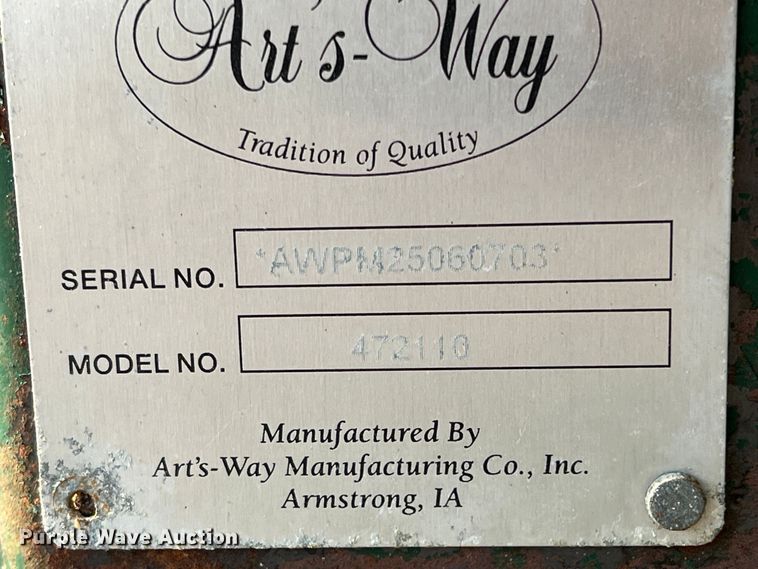 Art's-Way
Tradition of Quality
SERIAL NO. *AWPM25060703*
MODEL NO. 472110
Manufactured By
Art's-Way Manufacturing Co., Inc.
Armstrong, IA
Purple Wave Auction